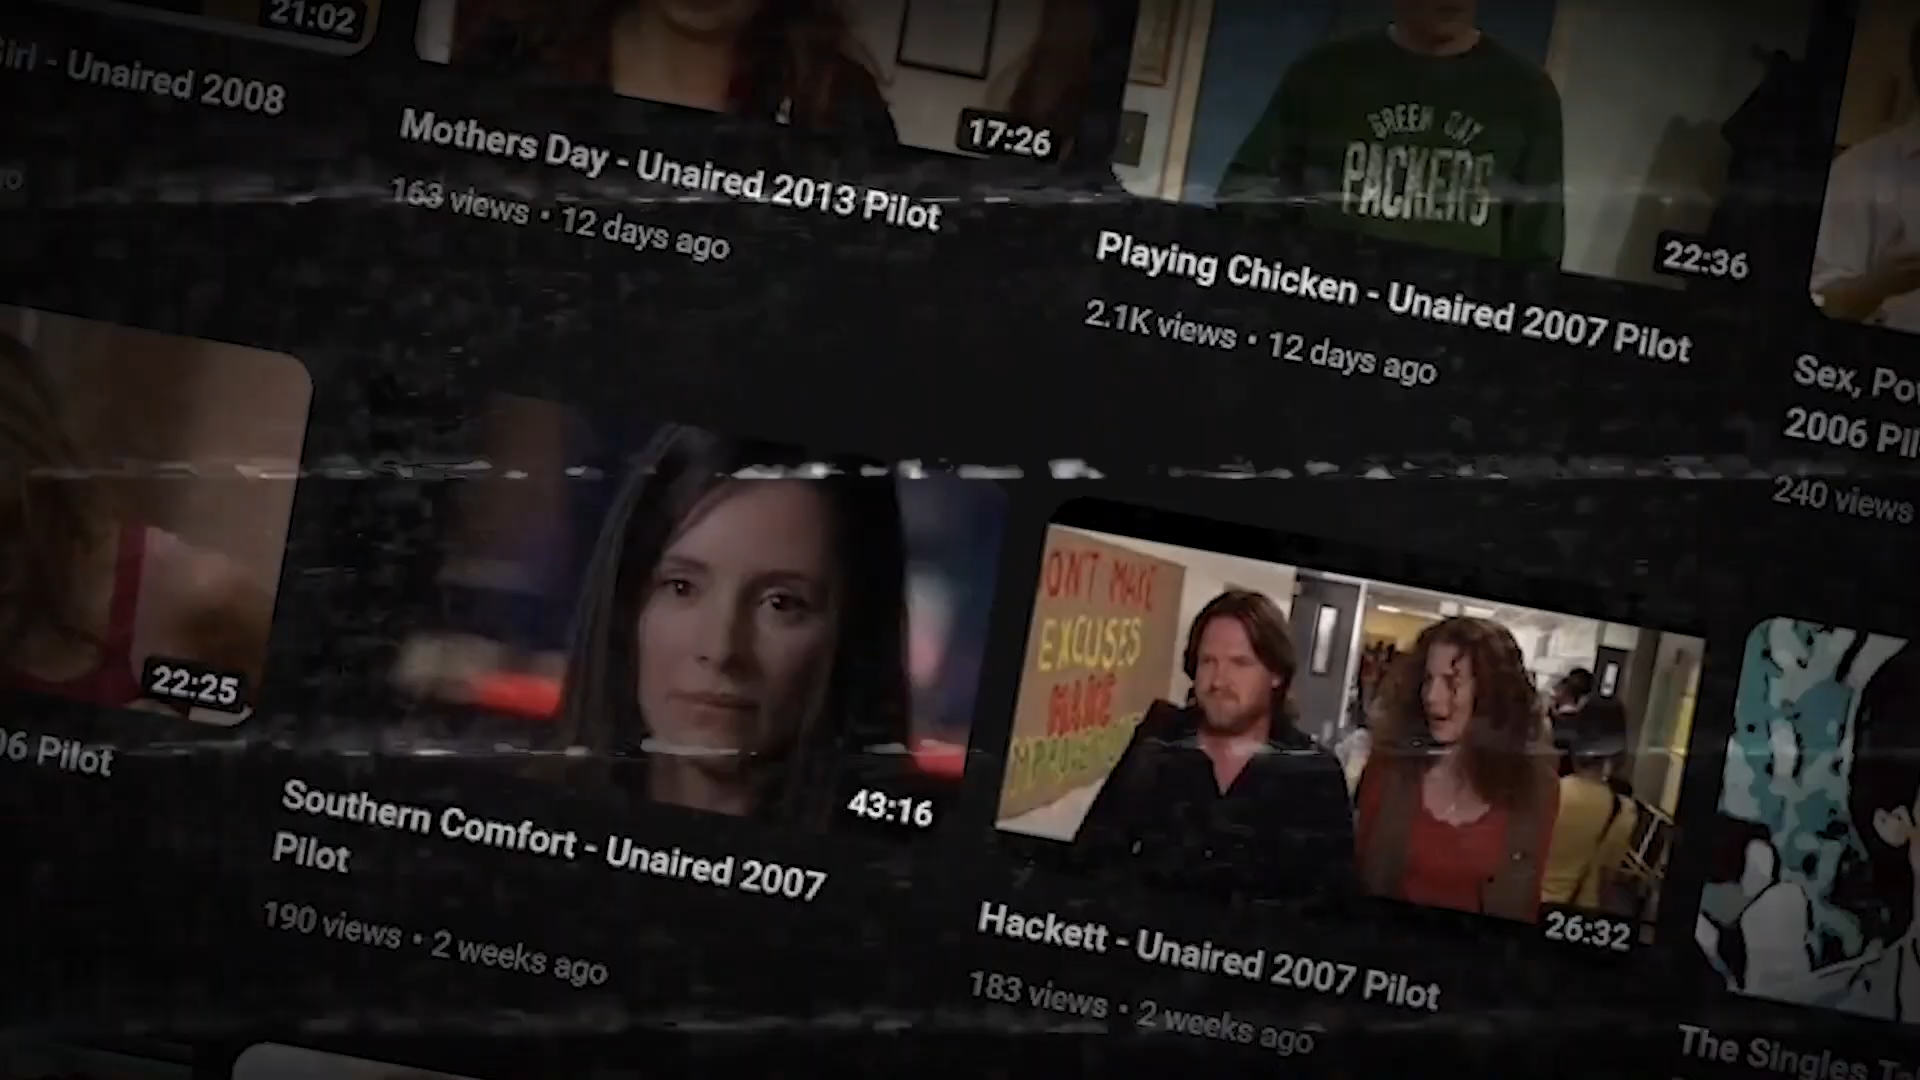 21:02
- Unaired 2008
Mothers Day - Unaired 2013 Pilot
163 views • 12 days ago
17:26
GREEN BAY
PACKERS
22:36
Playing Chicken - Unaired 2007 Pilot
2.1K views • 12 days ago
Sex,
2006
240 views
22:25
06 Pilot
43:16
Southern Comfort - Unaired 2007
Pilot
190 views • 2 weeks ago
ONT MAKE
EXCUSES
MAKE
26:32
Hackett - Unaired 2007 Pilot
183 views • 2 weeks ago
The Singles